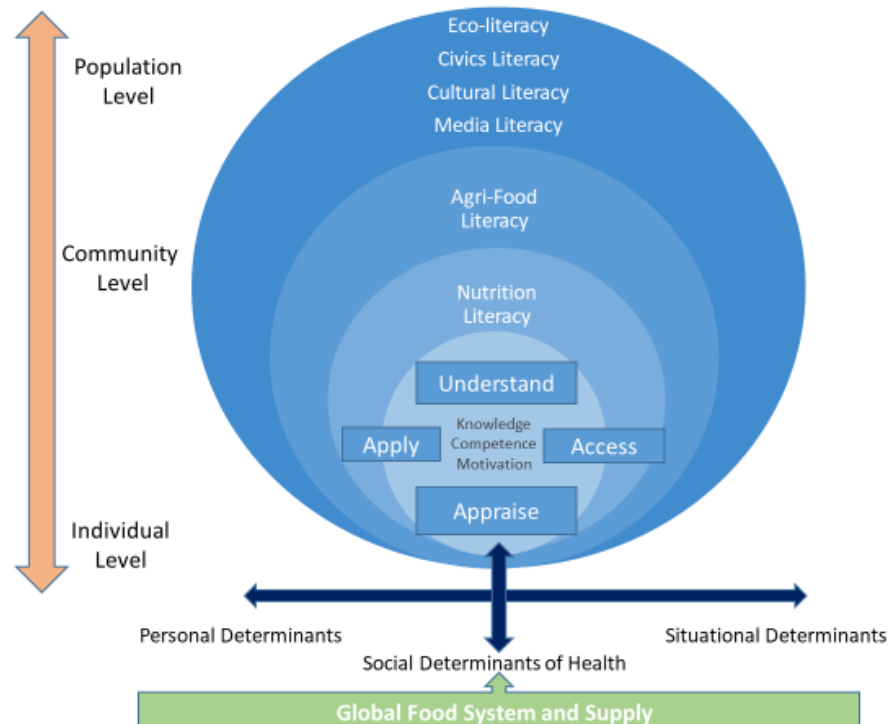 Eco-literacy
Civics Literacy
Cultural Literacy
Media Literacy
Population
Level
Agri-Food
Literacy
Community
Level
Nutrition
Literacy
Understand
Knowledge
Competence
Motivation
Apply
Access
Appraise
Individual
Level
Personal Determinants
Situational Determinants
Social Determinants of Health
Global Food System and Supply